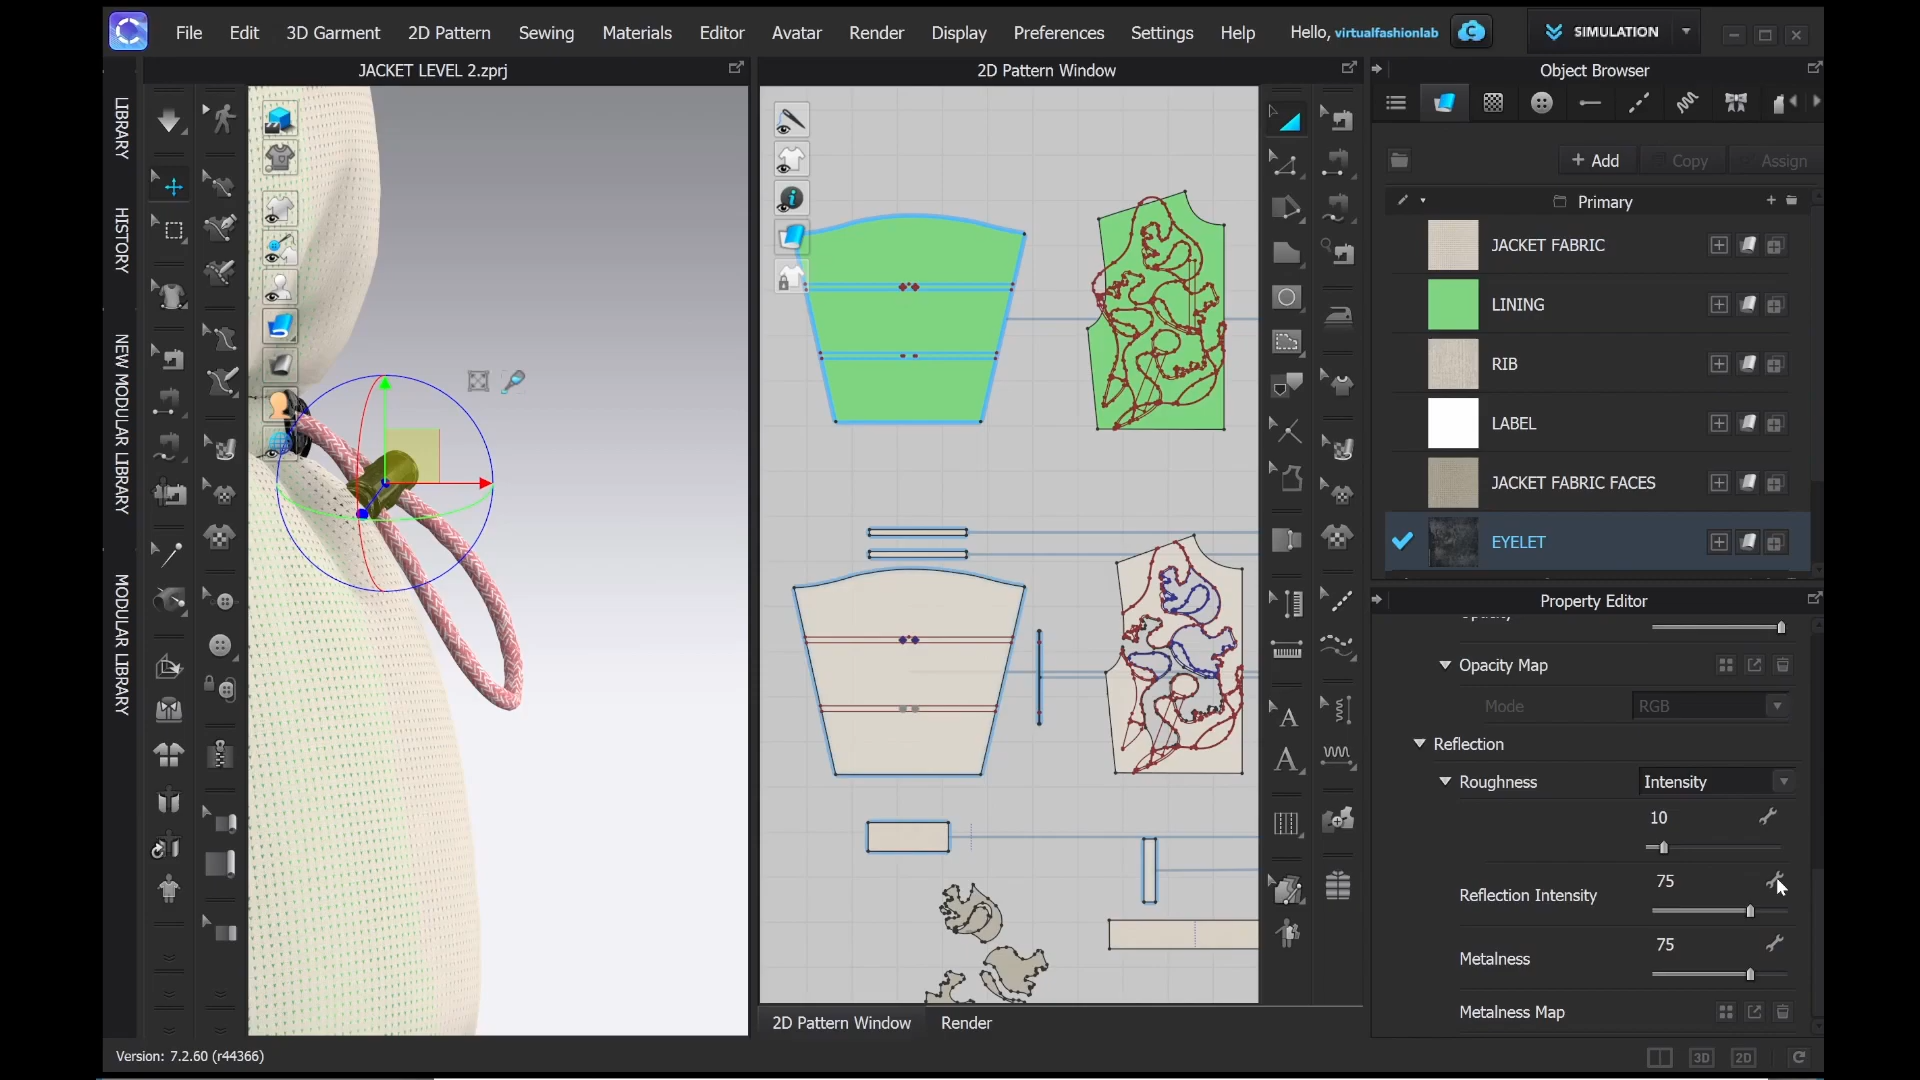 File Edit 3D Garment 2D Pattern Sewing Materials Editor Avatar Render Display Preferences Settings Help Hello, virtualfashionlab SIMULATION
JACKET LEVEL 2.zprj
2D Pattern Window
Object Browser
LIBRARY
HISTORY
NEW MODULAR LIBRARY
MODULAR LIBRARY
+ Add Copy Assign
Primary
JACKET FABRIC
LINING
RIB
LABEL
JACKET FABRIC FACES
EYELET
Property Editor
Opacity Map
Mode RGB
Reflection
Roughness Intensity
10
75
Reflection Intensity
75
Metalness
Metalness Map
A
A
2D Pattern Window Render
Version: 7.2.60 (r44366)
3D 2D